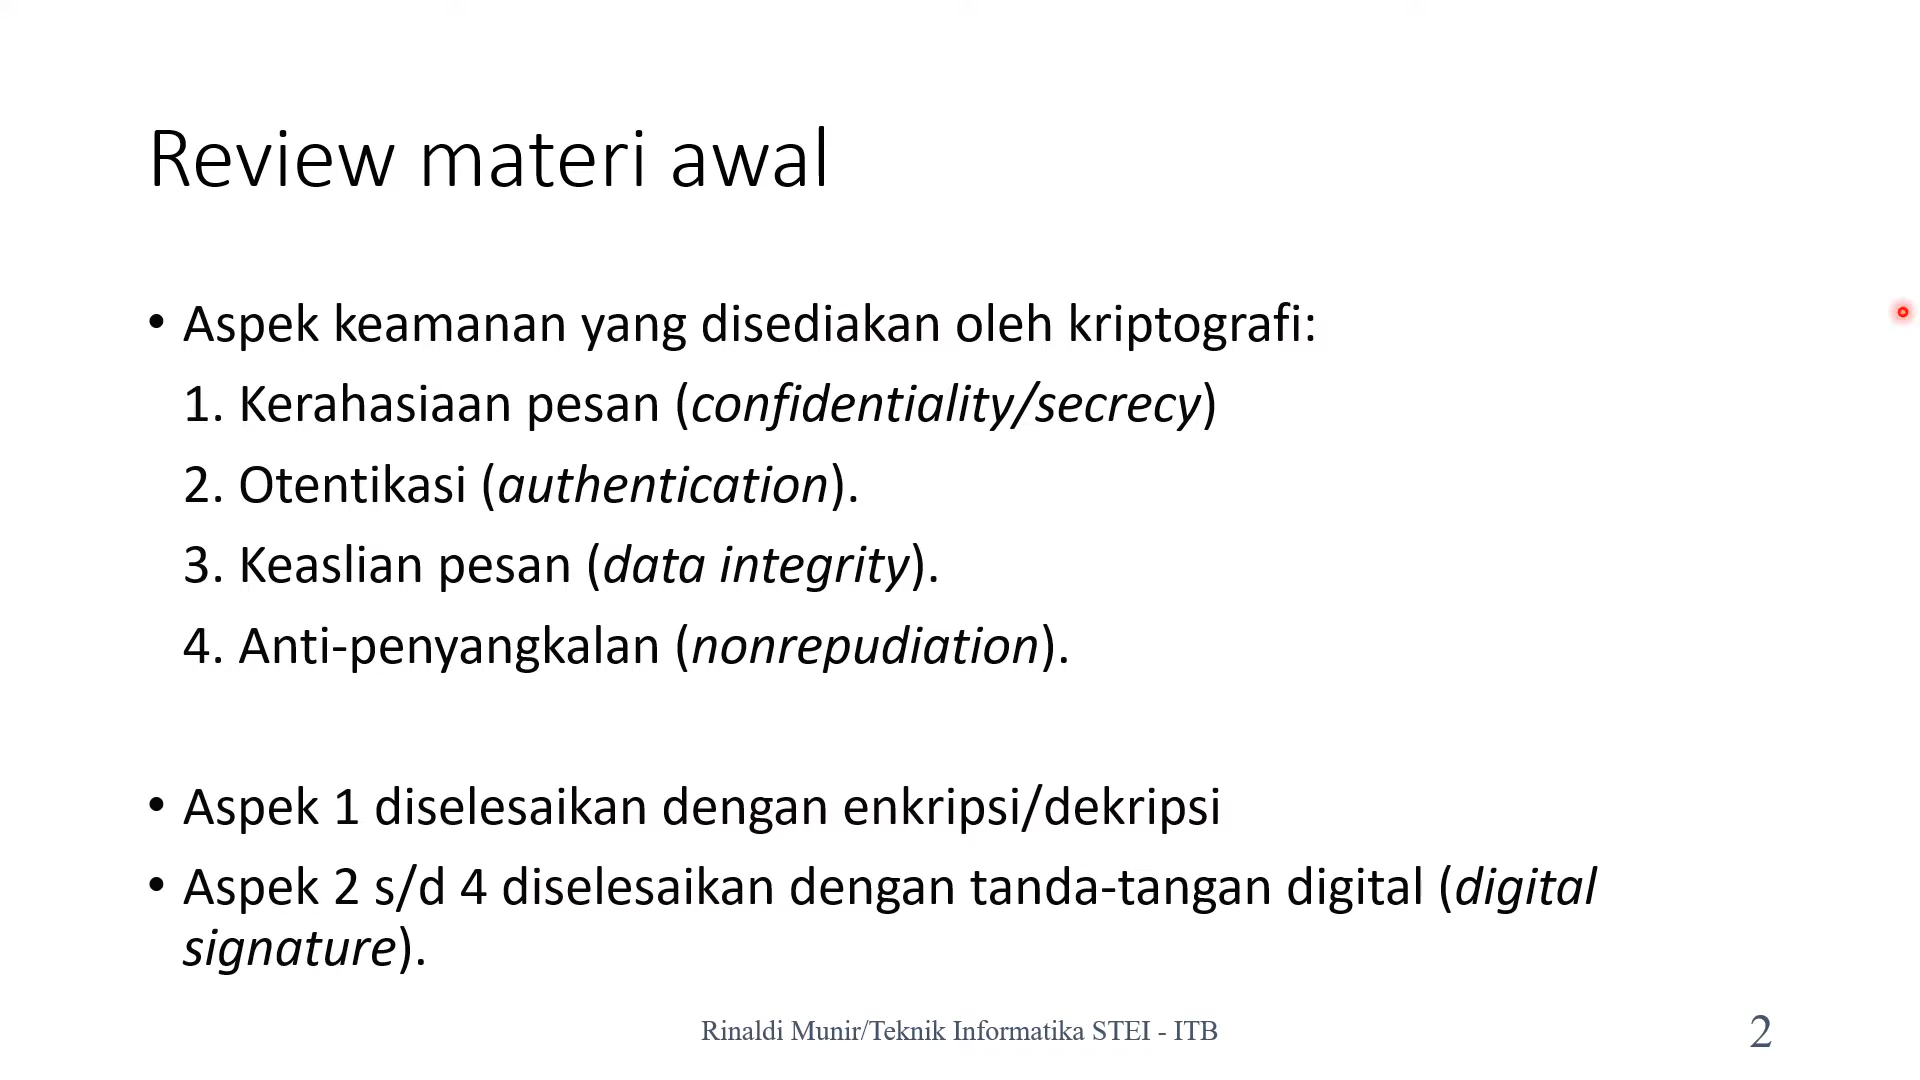 Review materi awal
• Aspek keamanan yang disediakan oleh kriptografi:
1. Kerahasiaan pesan (confidentiality/secrecy)
2. Otentikasi (authentication).
3. Keaslian pesan (data integrity).
4. Anti-penyangkalan (nonrepudiation).
• Aspek 1 diselesaikan dengan enkripsi/dekripsi
• Aspek 2 s/d 4 diselesaikan dengan tanda-tangan digital (digital
signature).
Rinaldi Munir/Teknik Informatika STEI - ITB
2